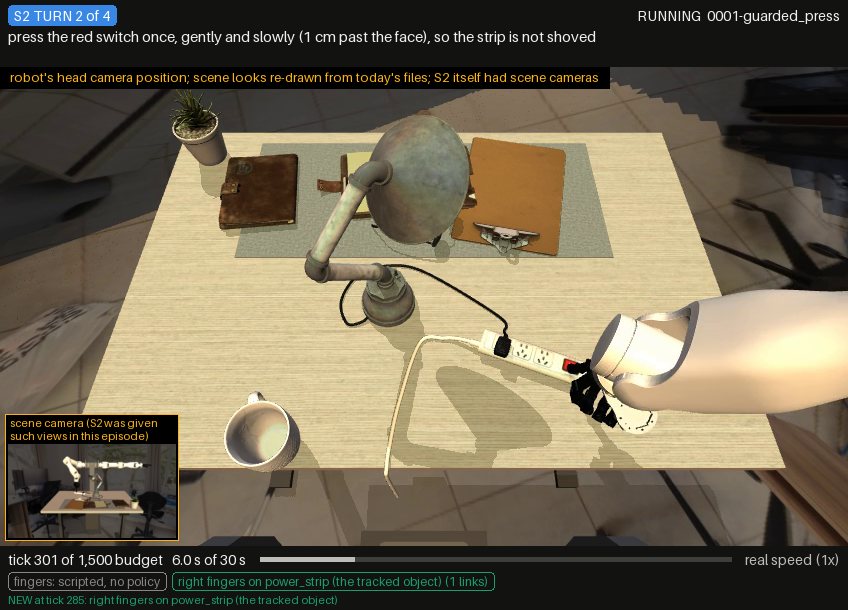 S2 TURN 2 of 4
RUNNING 0001-guarded_press
press the red switch once, gently and slowly (1 cm past the face), so the strip is not shoved
robot's head camera position; scene looks re-drawn from today's files; S2 itself had scene cameras
scene camera (S2 was given
such views in this episode)
tick 301 of 1,500 budget 6.0 s of 30 s
real speed (1x)
fingers: scripted, no policy
right fingers on power_strip (the tracked object) (1 links)
NEW at tick 285: right fingers on power_strip (the tracked object)